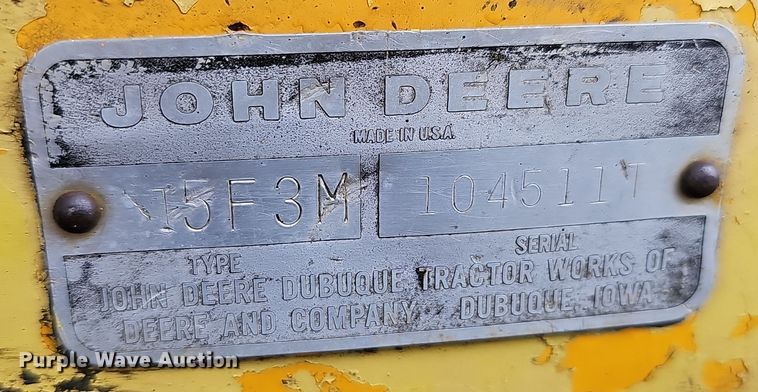 JOHN DEERE
MADE IN U.S.A.
15F3M 104511T
TYPE SERIAL
JOHN DEERE DUBUQUE TRACTOR WORKS OF
DEERE AND COMPANY DUBUQUE, IOWA
Purple Wave Auction